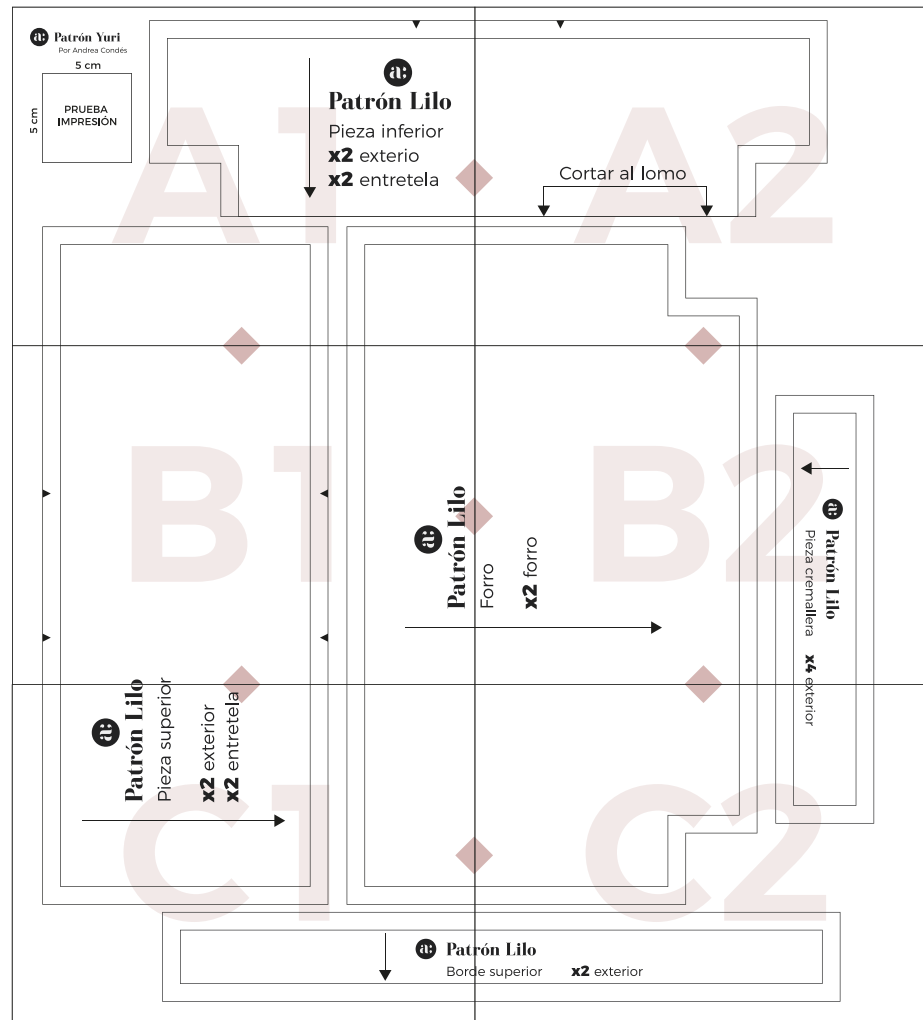 a: Patrón Yuri
Por Andrea Condés
5 cm
5 cm
PRUEBA
IMPRESIÓN
a:
Patrón Lilo
Pieza inferior
x2 exterio
x2 entretela
Cortar al lomo
A1
A2
B1
B2
a:
Patrón Lilo
Forro
x2 forro
a:
Patrón Lilo
Pieza cremallera x4 exterior
a:
Patrón Lilo
Pieza superior
x2 exterior
x2 entretela
C1
C2
a: Patrón Lilo
Borde superior x2 exterior